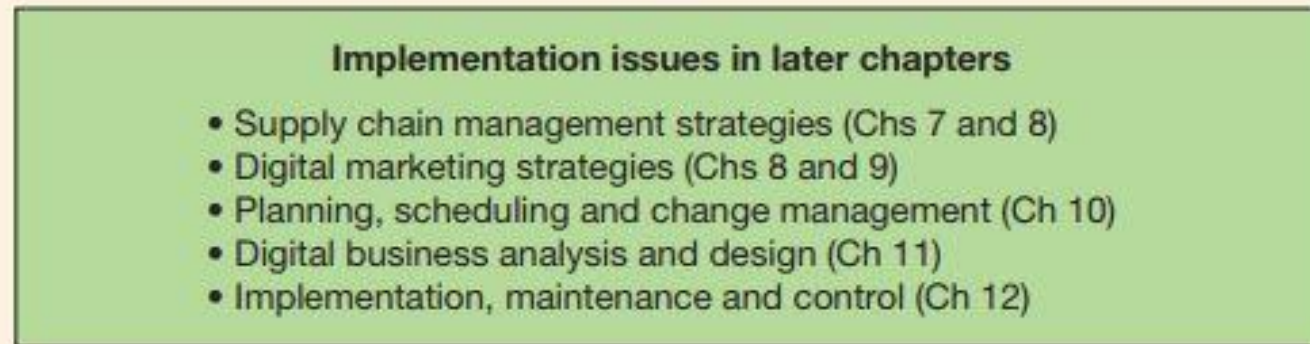 Implementation issues in later chapters
• Supply chain management strategies (Chs 7 and 8)
• Digital marketing strategies (Chs 8 and 9)
• Planning, scheduling and change management (Ch 10)
• Digital business analysis and design (Ch 11)
• Implementation, maintenance and control (Ch 12)